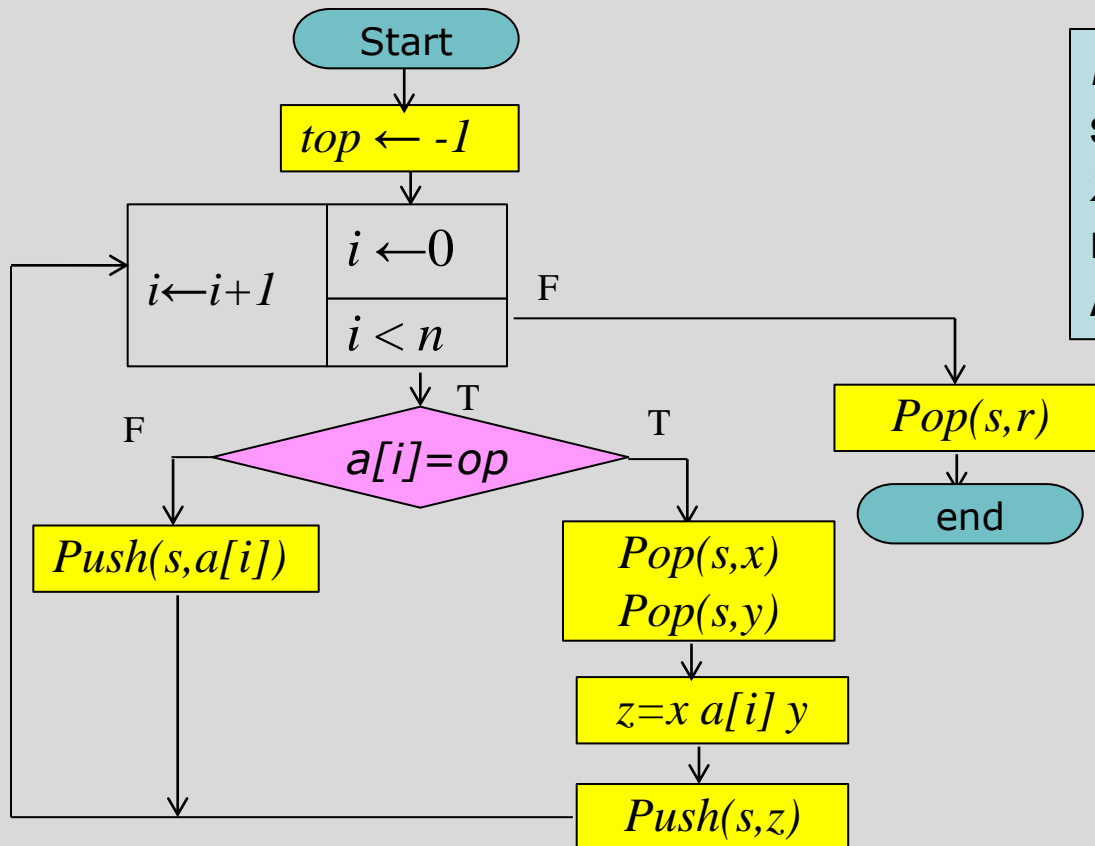 Start
top ← -1
i ←0
i←i+1
i < n
F
T
F
T
a[i]=op
Pop(s,r)
end
Push(s,a[i])
Pop(s,x)
Pop(s,y)
z=x a[i] y
Push(s,z)